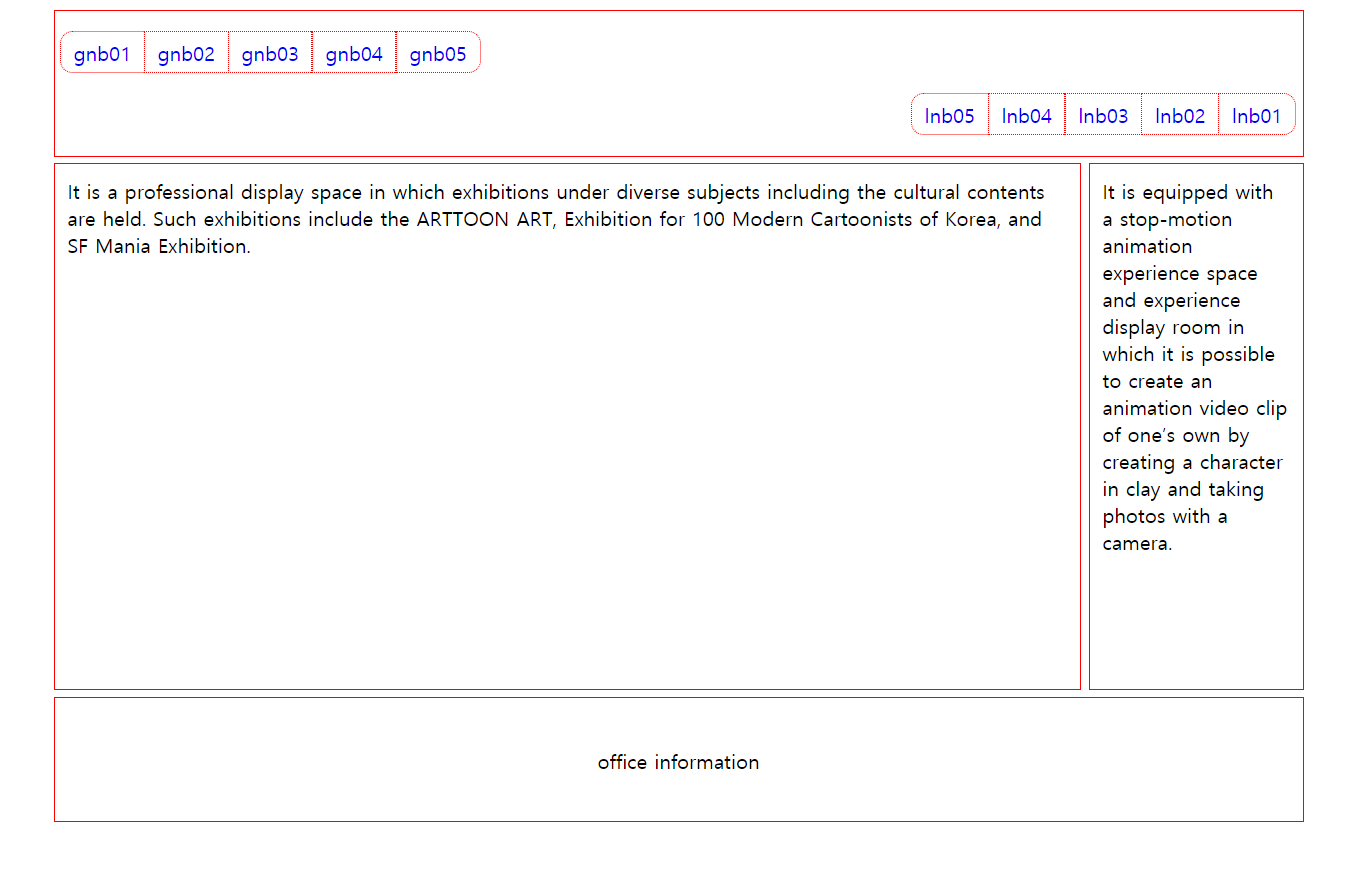 gnb01 gnb02 gnb03 gnb04 gnb05
lnb05 lnb04 lnb03 lnb02 lnb01
It is a professional display space in which exhibitions under diverse subjects including the cultural contents
are held. Such exhibitions include the ARTTOON ART, Exhibition for 100 Modern Cartoonists of Korea, and
SF Mania Exhibition.
It is equipped with
a stop-motion
animation
experience space
and experience
display room in
which it is possible
to create an
animation video clip
of one's own by
creating a character
in clay and taking
photos with a
camera.
office information